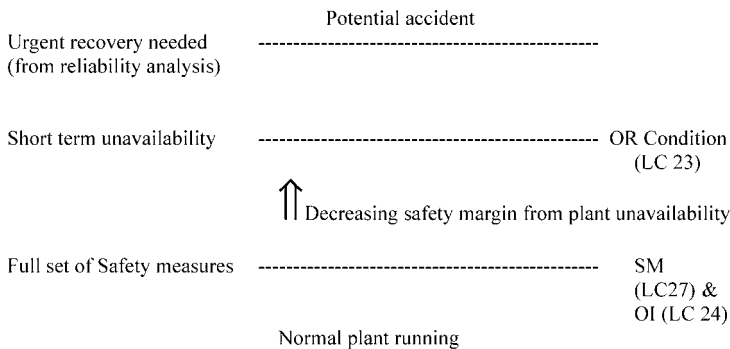 Potential accident
Urgent recovery needed
(from reliability analysis)
Short term unavailability
OR Condition
(LC 23)
Decreasing safety margin from plant unavailability
Full set of Safety measures
SM
(LC27) &
OI (LC 24)
Normal plant running